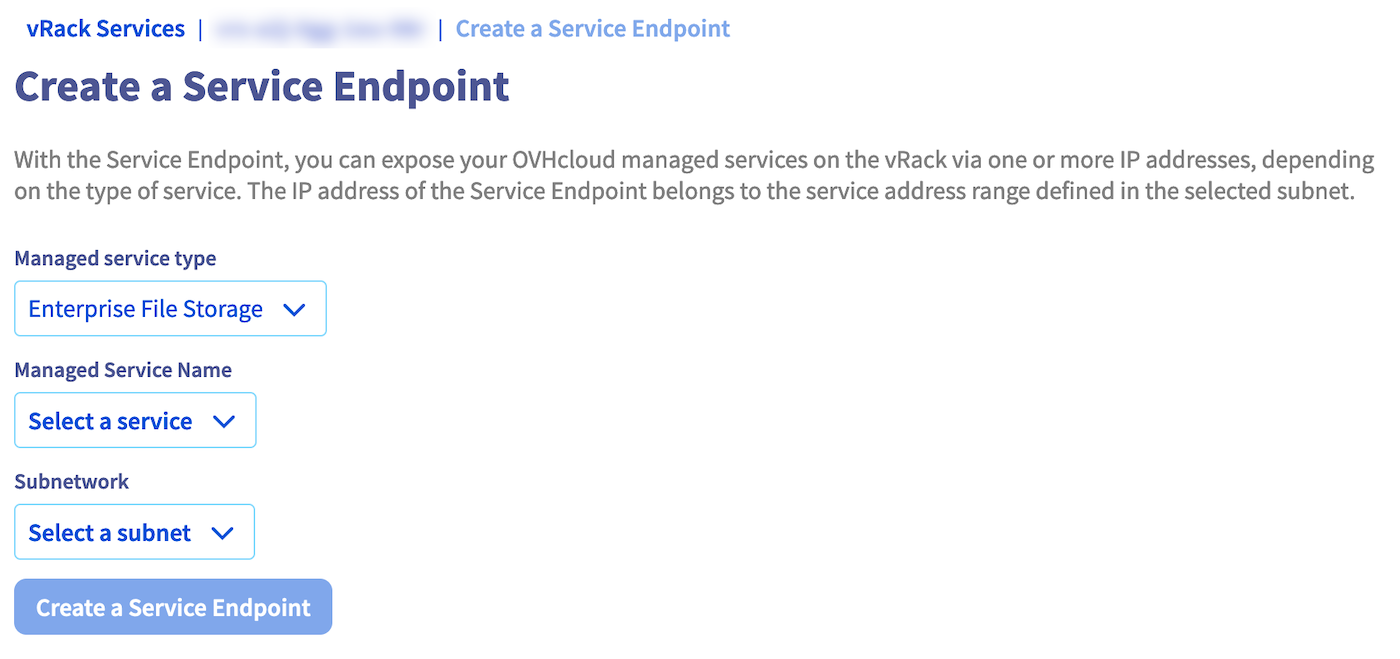 vRack Services | | Create a Service Endpoint
Create a Service Endpoint
With the Service Endpoint, you can expose your OVHcloud managed services on the vRack via one or more IP addresses, depending
on the type of service. The IP address of the Service Endpoint belongs to the service address range defined in the selected subnet.
Managed service type
Enterprise File Storage
Managed Service Name
Select a service
Subnetwork
Select a subnet
Create a Service Endpoint